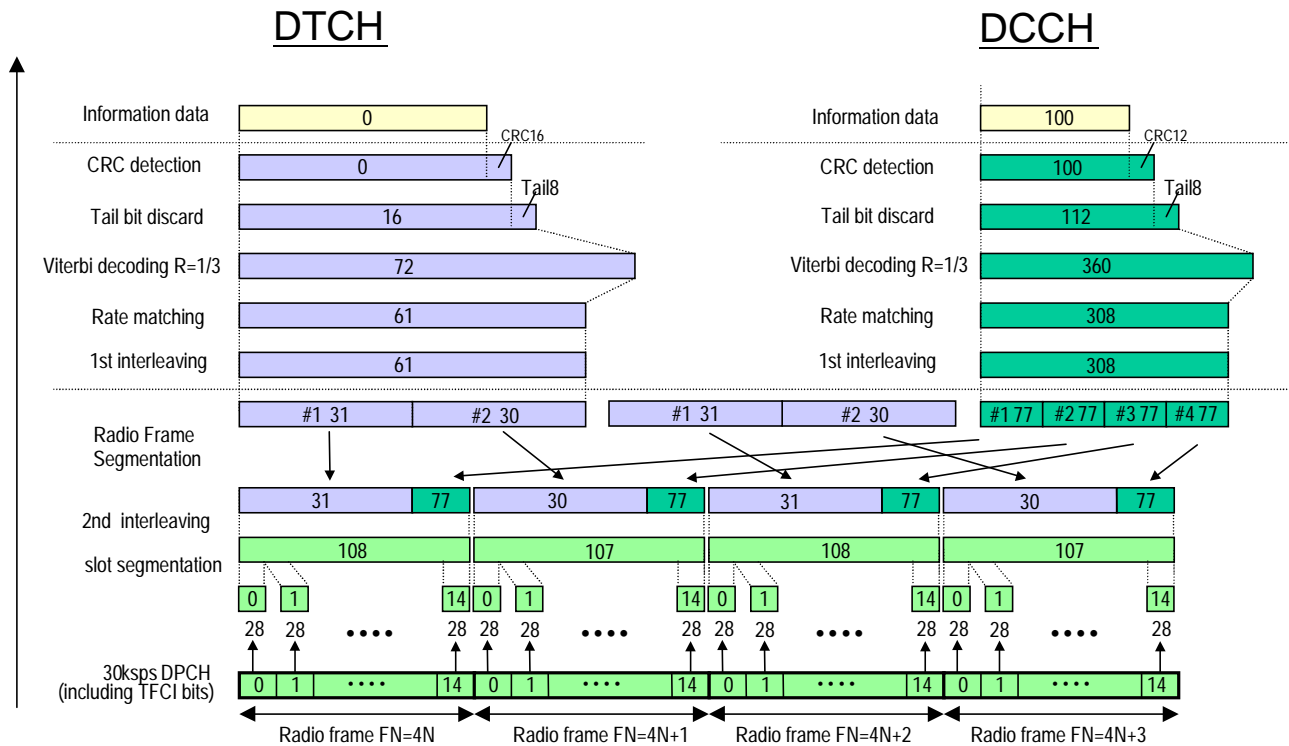 DTCH DCCH
Information data 0 Information data 100
CRC16 CRC12
CRC detection 0 CRC detection 100
Tail8 Tail8
Tail bit discard 16 Tail bit discard 112
Viterbi decoding R=1/3 72 Viterbi decoding R=1/3 360
Rate matching 61 Rate matching 308
1st interleaving 61 1st interleaving 308
#1 31 #2 30 #1 31 #2 30 #1 77 #2 77 #3 77 #4 77
Radio Frame
Segmentation
31 77 30 77 31 77 30 77
2nd interleaving
108 107 108 107
slot segmentation
0 1 14 0 1 14 0 1 14 0 1 14
28 28 •••• 28 28 28 •••• 28 28 28 •••• 28 28 28 •••• 28
30ksps DPCH
(including TFCI bits)
0 1 •••• 14 0 1 •••• 14 0 1 •••• 14 0 1 •••• 14
Radio frame FN=4N Radio frame FN=4N+1 Radio frame FN=4N+2 Radio frame FN=4N+3